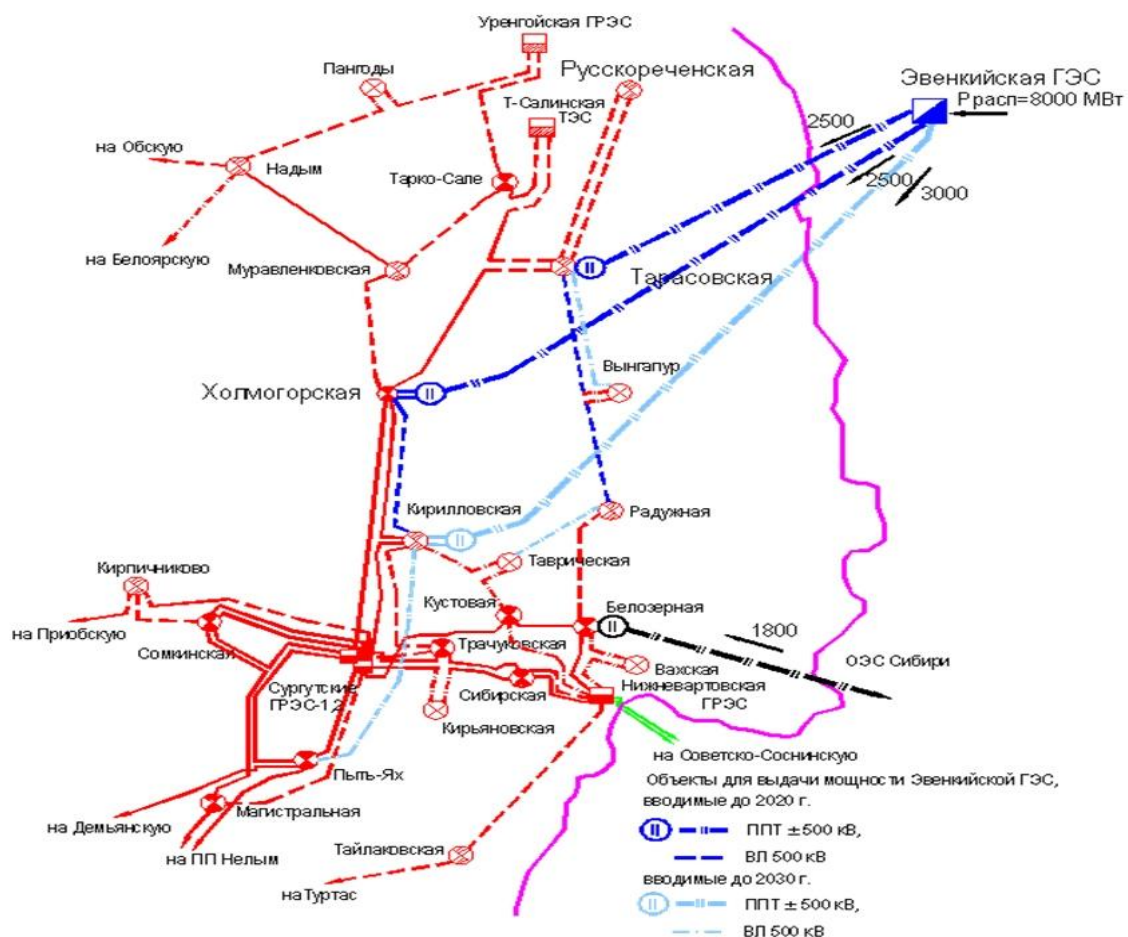 Уренгойская ГРЭС
Пангоды
Русскореченская
Эвенкийская ГЭС
Ррасп=8000 МВт
Т-Салинская
ТЭС
2500
на Обскую
Надым
Тарко-Сале
2500
3000
на Белоярскую
Муравленковская
Тарасовская
Вынгапур
Холмогорская
Кирилловская
Радужная
Таврическая
Кирпичниково
Кустовая
Белозерная
на Приобскую
Сомкинская
Трачуковская
1800
ОЭС Сибири
Вахская
Сургутские
ГРЭС-1,2
Сибирская
Нижневартовская
ГРЭС
Кирьяновская
на Советско-Соснинскую
Пыть-Ях
Объекты для выдачи мощности Эвенкийской ГЭС,
вводимые до 2020 г.
Магистральная
на Демьянскую
ППТ ±500 кВ,
на ПП Нелым
Тайлаковская
ВЛ 500 кВ
вводимые до 2030 г.
на Туртас
ППТ ±500 кВ,
ВЛ 500 кВ